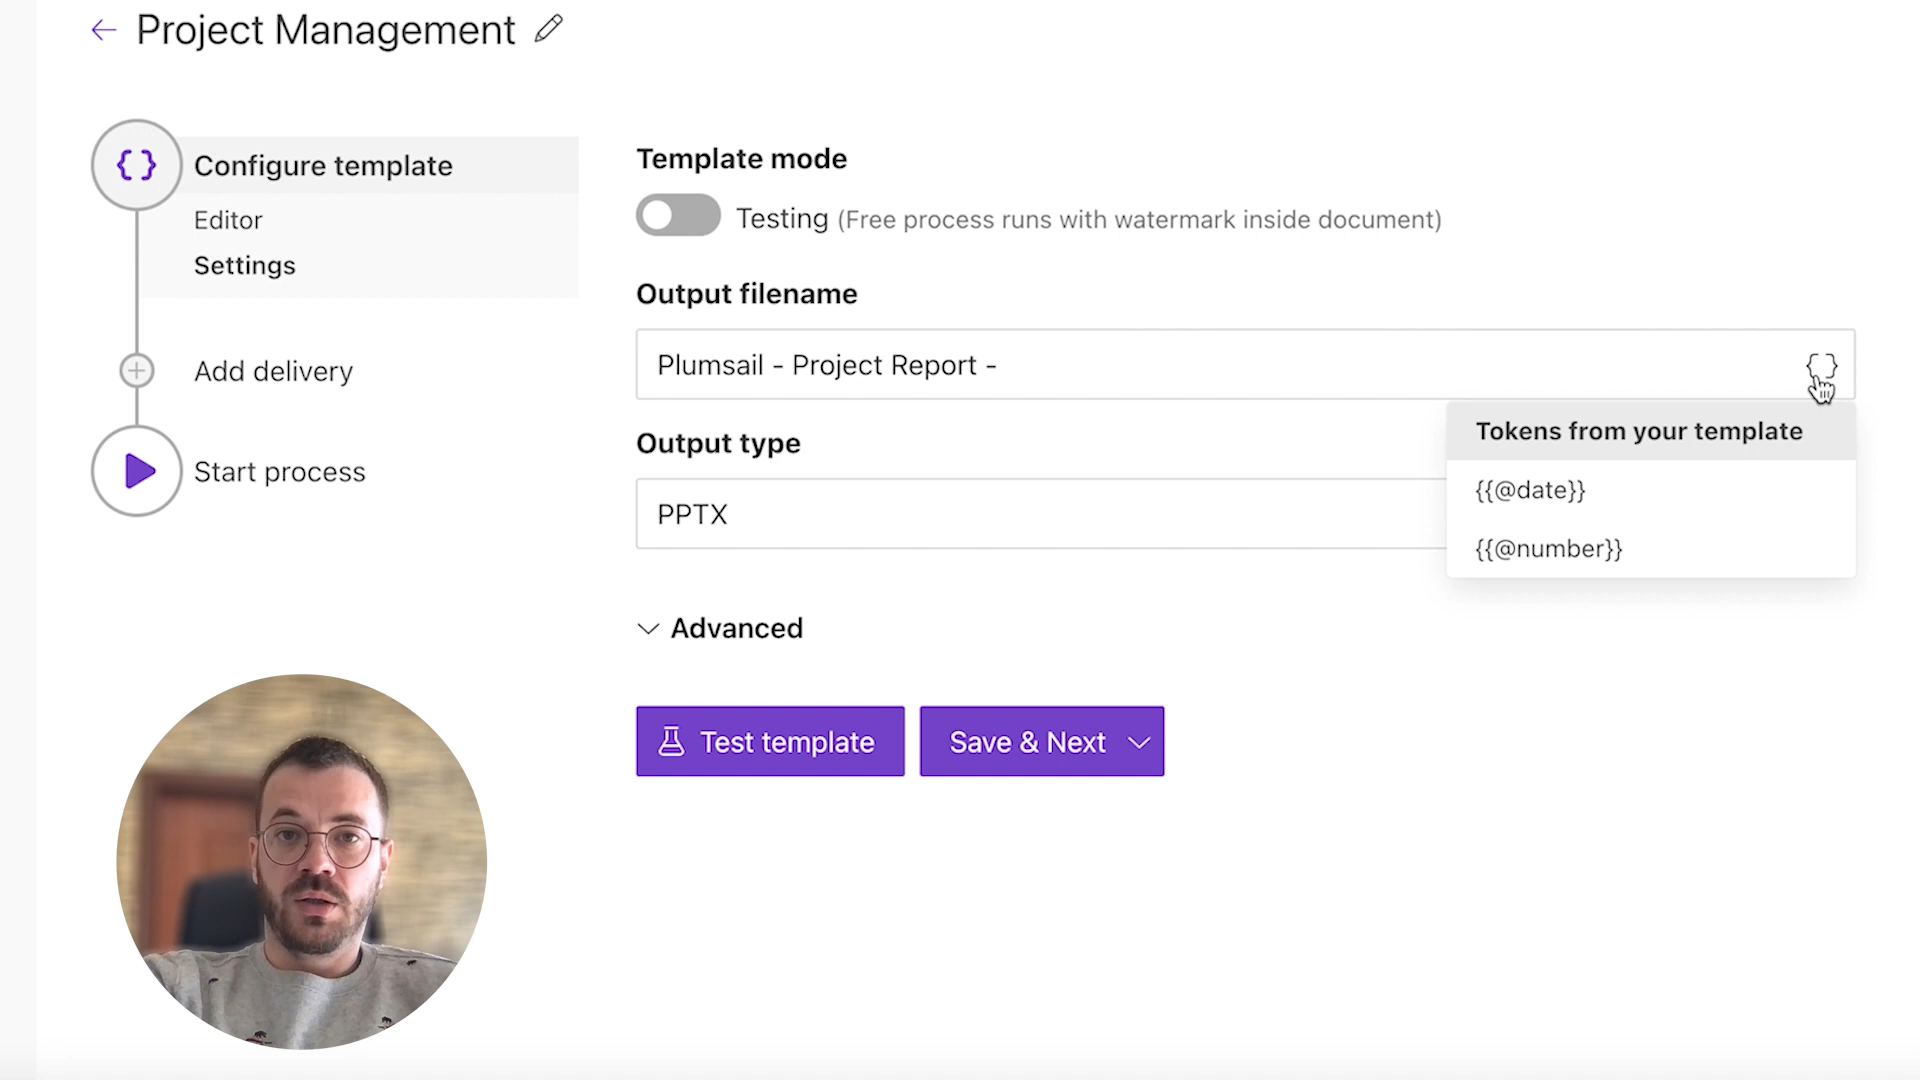 Project Management
Configure template
Editor
Settings
Add delivery
Start process
Template mode
Testing (Free process runs with watermark inside document)
Output filename
Plumsail - Project Report -
Tokens from your template
{{@date}}
{{@number}}
Output type
PPTX
Advanced
Test template
Save & Next